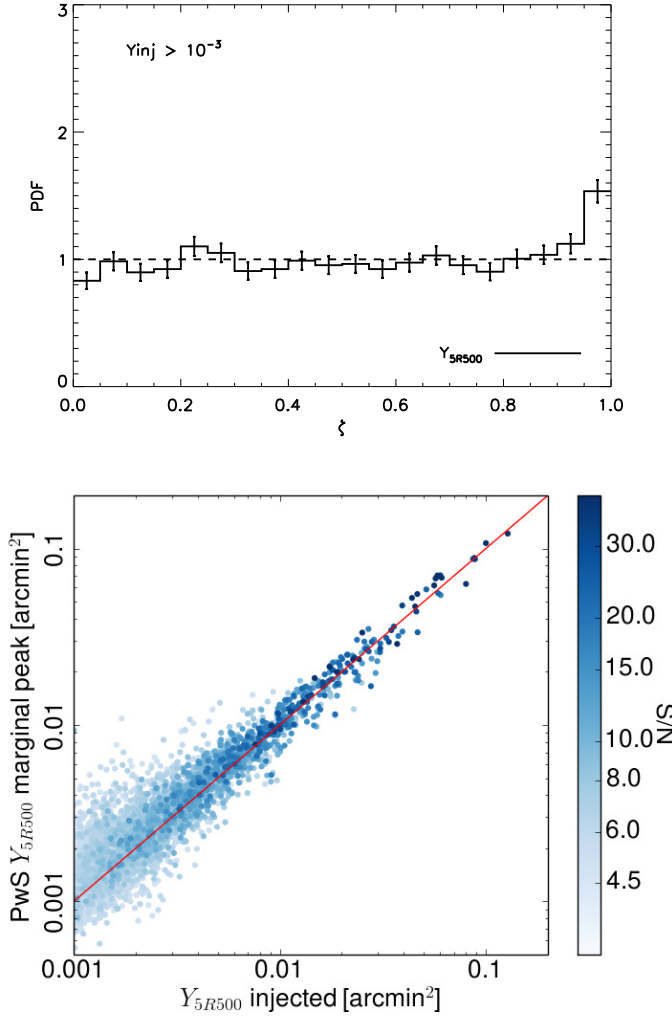 3
Yinj > 10⁻³
2
PDF
1
Y₅R500
0
0.0 0.2 0.4 0.6 0.8 1.0
ζ
PwS Y₅R500 marginal peak [arcmin²]
0.1
0.01
0.001
0.001 0.01 0.1
Y₅R500 injected [arcmin²]
30.0
20.0
15.0
10.0
8.0
6.0
4.5
S/N